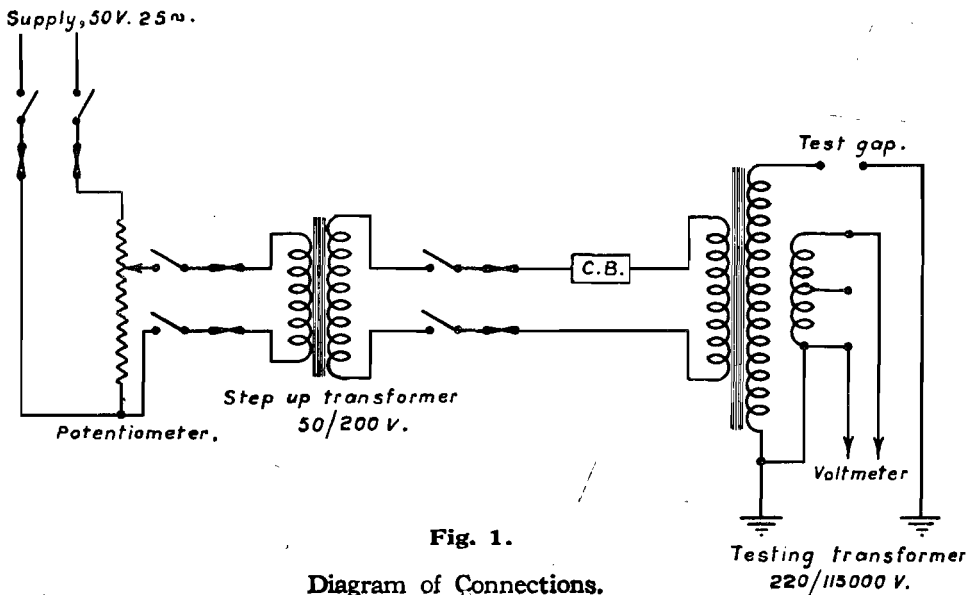 Supply, 50V. 25~.
Test gap.
C.B.
Step up transformer
50/200 V.
Potentiometer.
Voltmeter
Fig. 1.
Testing transformer
220/115000 V.
Diagram of Connections.